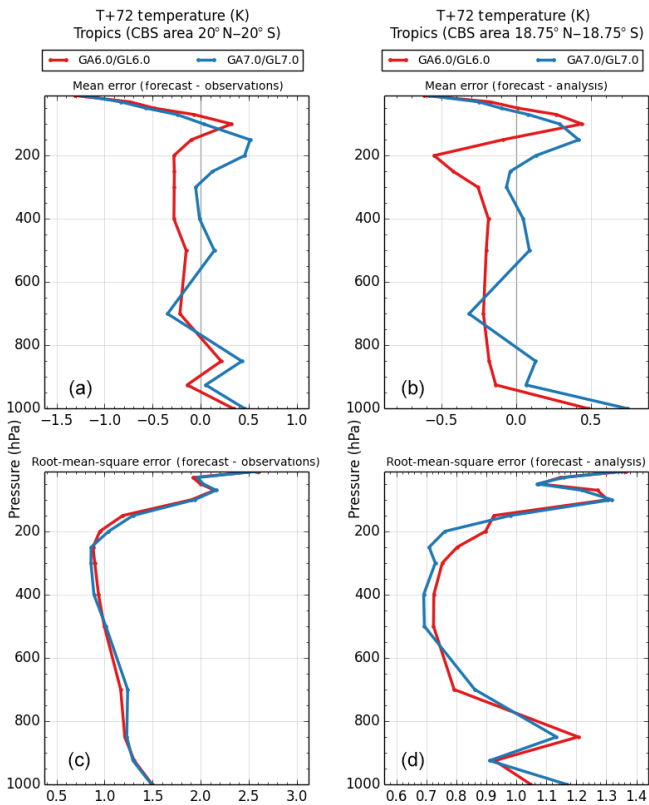 T+72 temperature (K)
Tropics (CBS area 20° N−20° S)
GA6.0/GL6.0 GA7.0/GL7.0
Mean error (forecast - observations)
200
400
600
800
1000
(a)
−1.5 −1.0 −0.5 0.0 0.5 1.0
T+72 temperature (K)
Tropics (CBS area 18.75° N−18.75° S)
GA6.0/GL6.0 GA7.0/GL7.0
Mean error (forecast - analysis)
200
400
600
800
1000
(b)
−0.5 0.0 0.5
Pressure (hPa)
Root-mean-square error (forecast - observations)
200
400
600
800
1000
(c)
0.5 1.0 1.5 2.0 2.5 3.0
Pressure (hPa)
Root-mean-square error (forecast - analysis)
200
400
600
800
1000
(d)
0.6 0.7 0.8 0.9 1.0 1.1 1.2 1.3 1.4